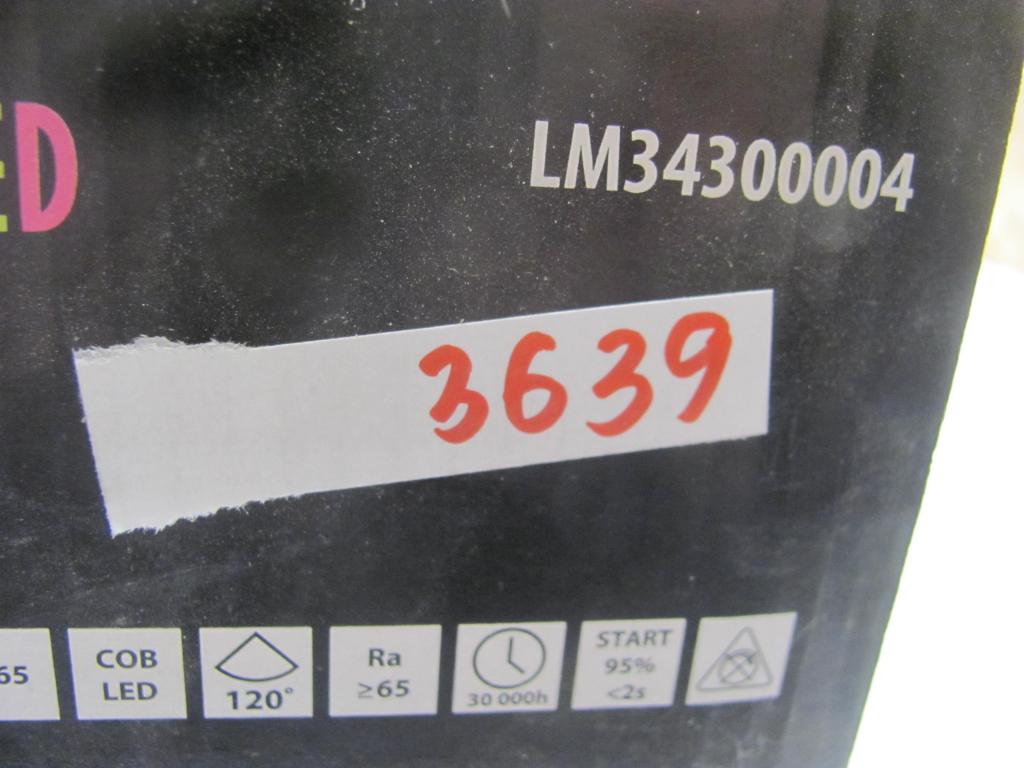 ED
LM34300004
3639
65
COB
LED
120°
Ra
≥65
30 000h
START
95%
<2s